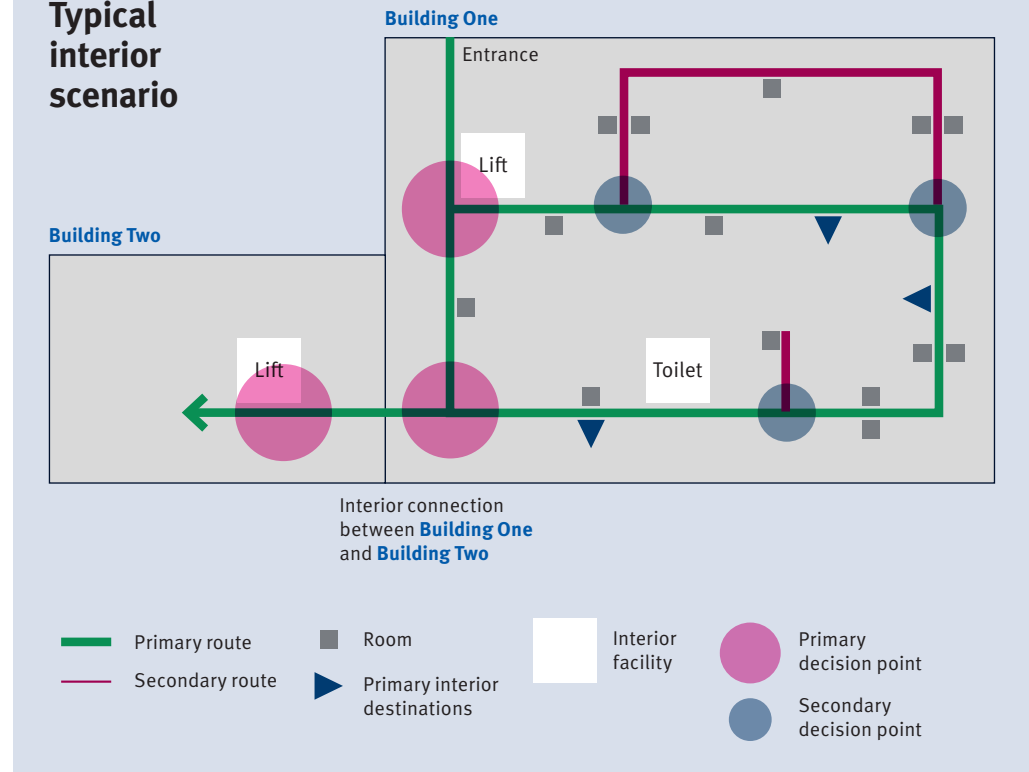 Typical
interior
scenario
Building One
Entrance
Lift
Building Two
Lift
Toilet
Interior connection
between Building One
and Building Two
Primary route
Secondary route
Room
Primary interior
destinations
Interior
facility
Primary
decision point
Secondary
decision point